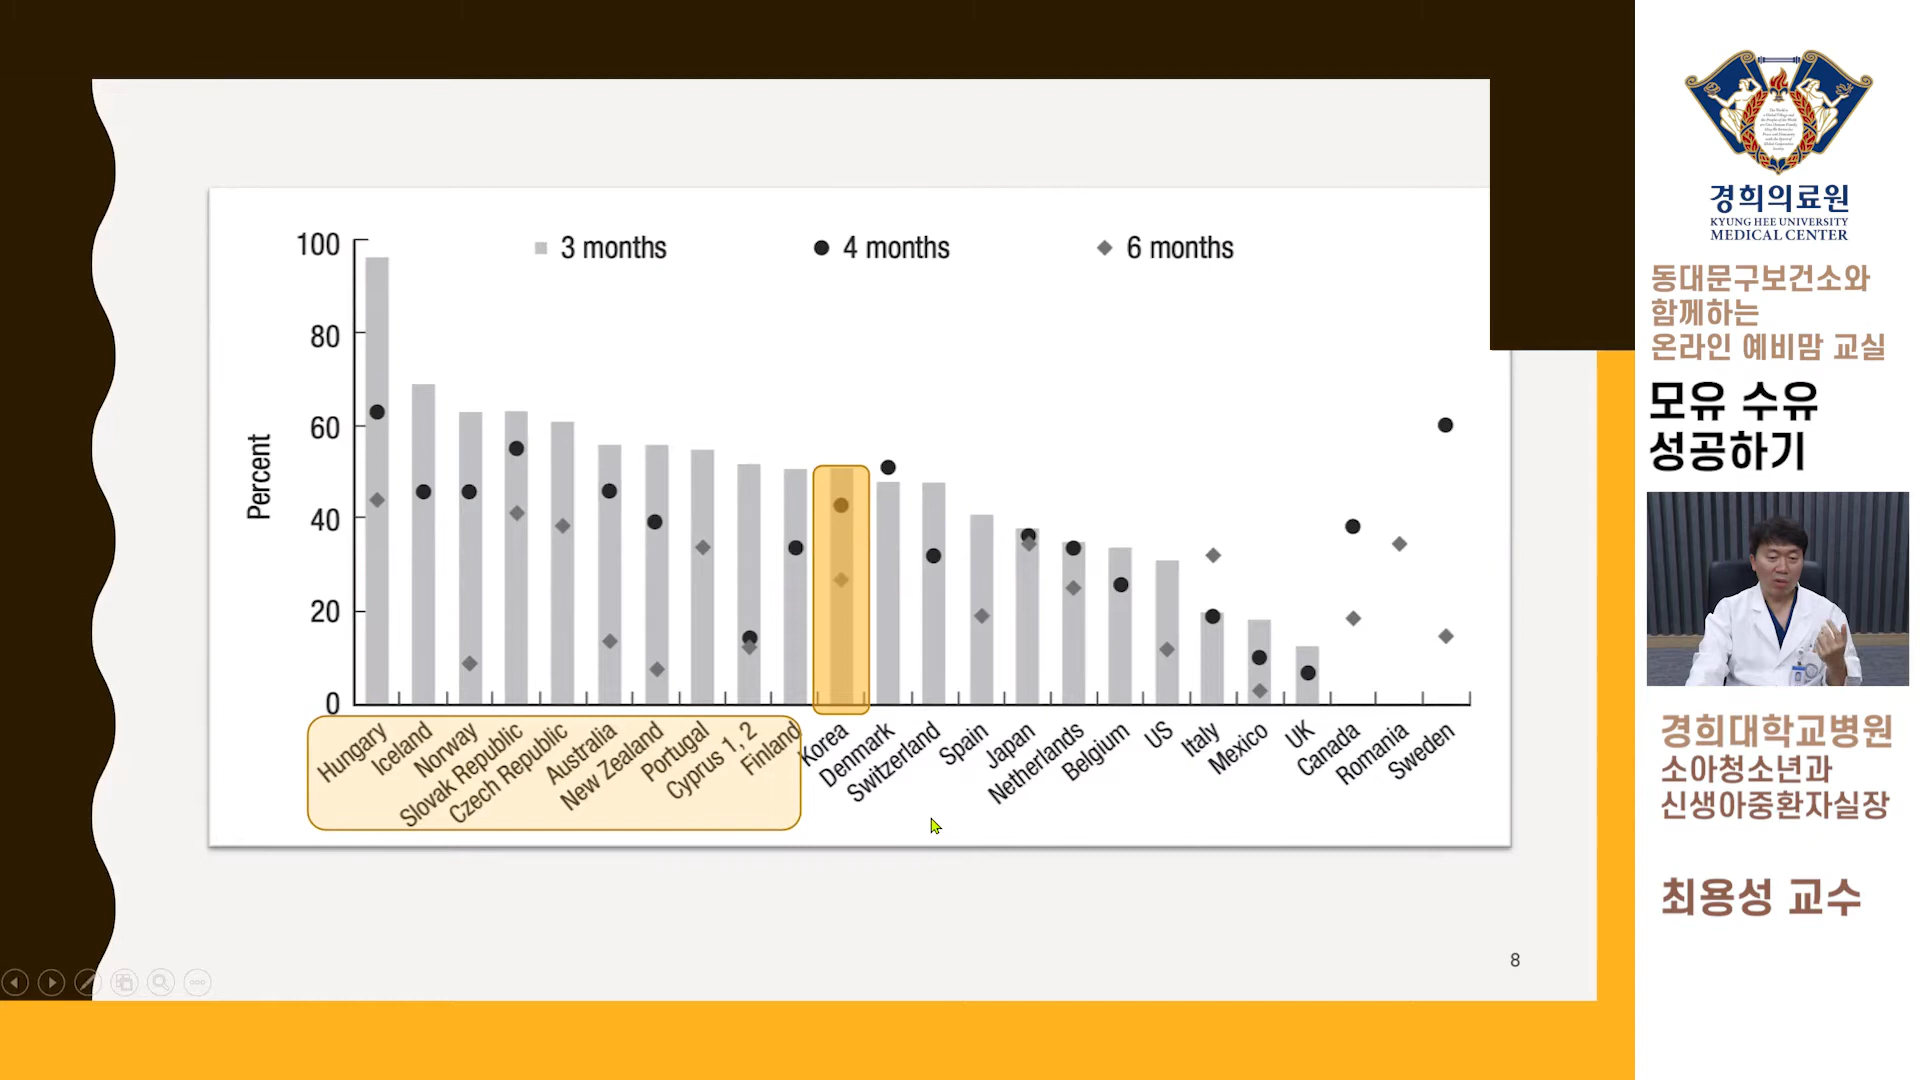 100
3 months
4 months
6 months
80
60
Percent
40
20
0
Hungary
Iceland
Norway
Slovak Republic
Czech Republic
Australia
New Zealand
Portugal
Cyprus 1, 2
Finland
Korea
Denmark
Switzerland
Spain
Japan
Netherlands
Belgium
US
Italy
Mexico
UK
Canada
Romania
Sweden
8
경희의료원
KYUNG HEE UNIVERSITY
MEDICAL CENTER
동대문구보건소와
함께하는
온라인 예비맘 교실
모유 수유
성공하기
경희대학교병원
소아청소년과
신생아중환자실장
최용성 교수